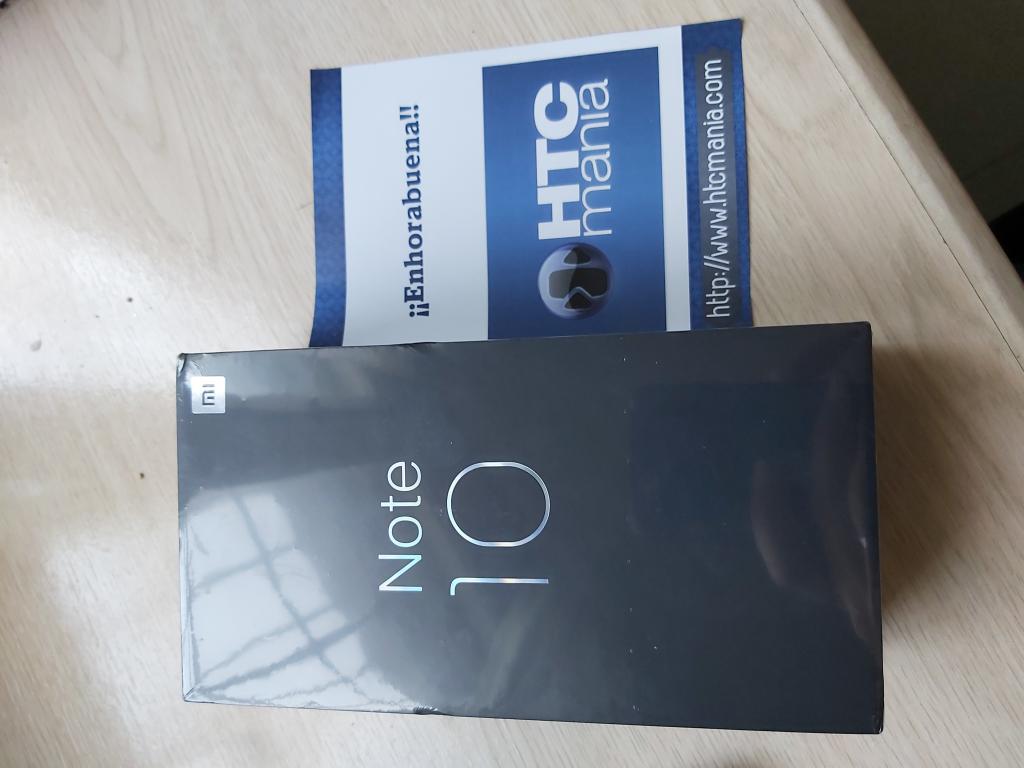 ¡¡Enhorabuena!!
HTC
mania
http://www.htcmania.com
mi
Note
10